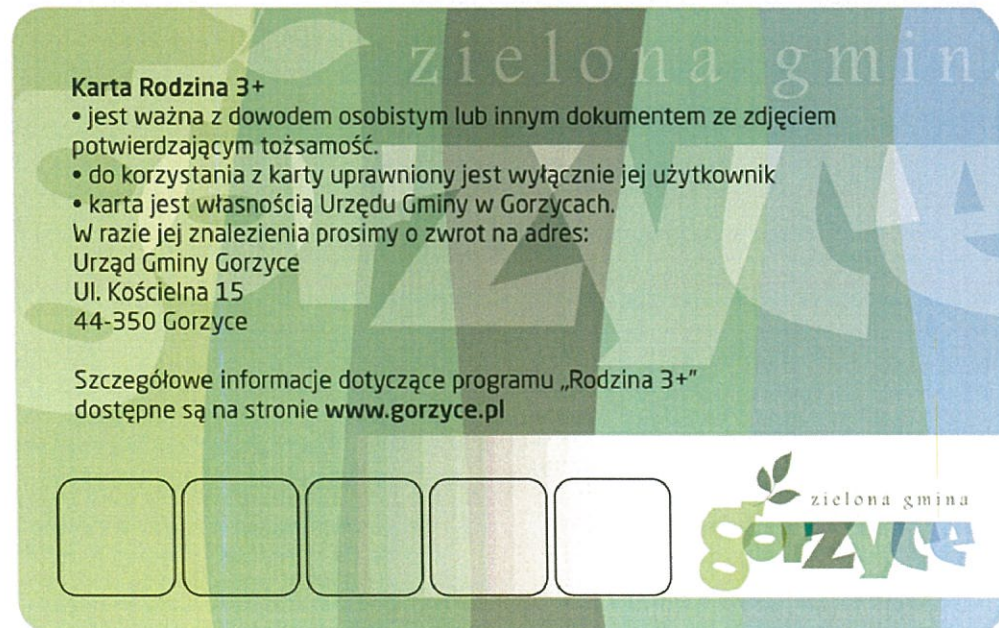 zielona gmin
Karta Rodzina 3+
• jest ważna z dowodem osobistym lub innym dokumentem ze zdjęciem
potwierdzającym tożsamość.
• do korzystania z karty uprawniony jest wyłącznie jej użytkownik
• karta jest własnością Urzędu Gminy w Gorzycach.
W razie jej znalezienia prosimy o zwrot na adres:
Urząd Gminy Gorzyce
Ul. Kościelna 15
44-350 Gorzyce
Szczegółowe informacje dotyczące programu „Rodzina 3+”
dostępne są na stronie www.gorzyce.pl
zielona gmina
gorzyce